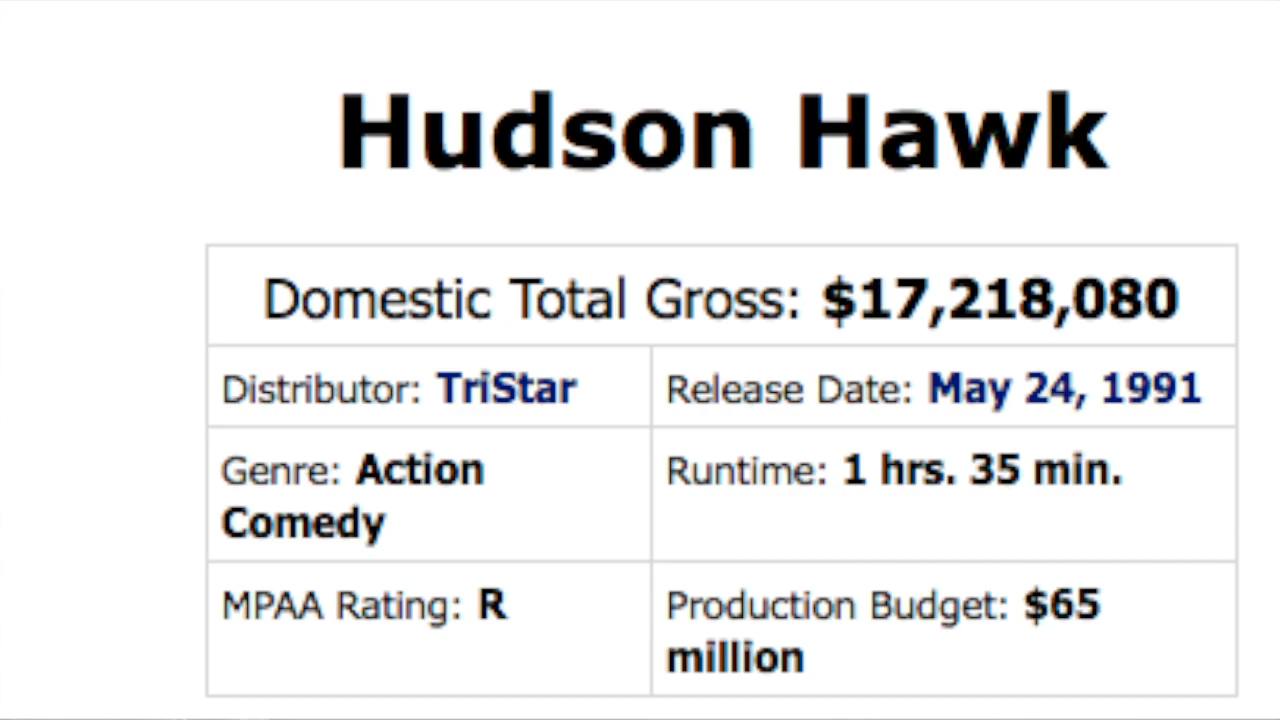 Hudson Hawk
Domestic Total Gross: $17,218,080
Distributor: TriStar
Release Date: May 24, 1991
Genre: Action
Comedy
Runtime: 1 hrs. 35 min.
MPAA Rating: R
Production Budget: $65
million